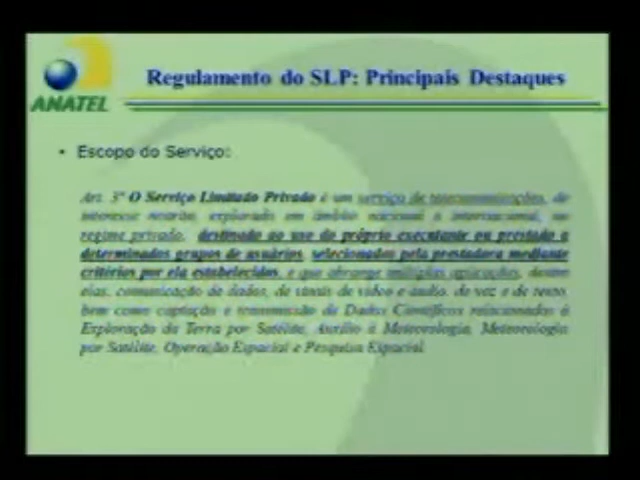 ANATEL
Regulamento do SLP: Principais Destaques
• Escopo do Serviço:
Art. 3º O Serviço Limitado Privado é um serviço de telecomunicações, de
interesse restrito, explorado em âmbito nacional e internacional, no
regime privado, destinado ao uso do próprio executante ou prestado a
determinados grupos de usuários, selecionados pela prestadora mediante
critérios por ela estabelecidos, e que abrange múltiplas aplicações, dentre
elas, comunicação de dados, de sinais de vídeo e áudio, de voz e de texto,
bem como captação e transmissão de Dados Científicos relacionados à
Exploração da Terra por Satélite, Auxílio à Meteorologia, Meteorologia
por Satélite, Operação Espacial e Pesquisa Espacial.